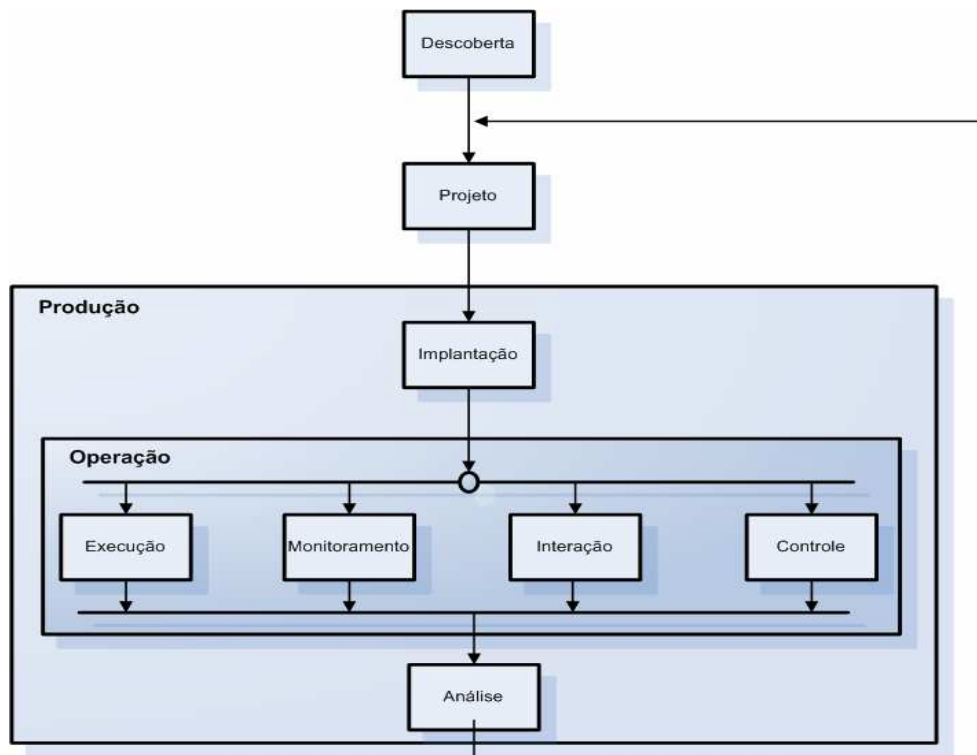 Descoberta
Projeto
Produção
Implantação
Operação
Execução
Monitoramento
Interação
Controle
Análise